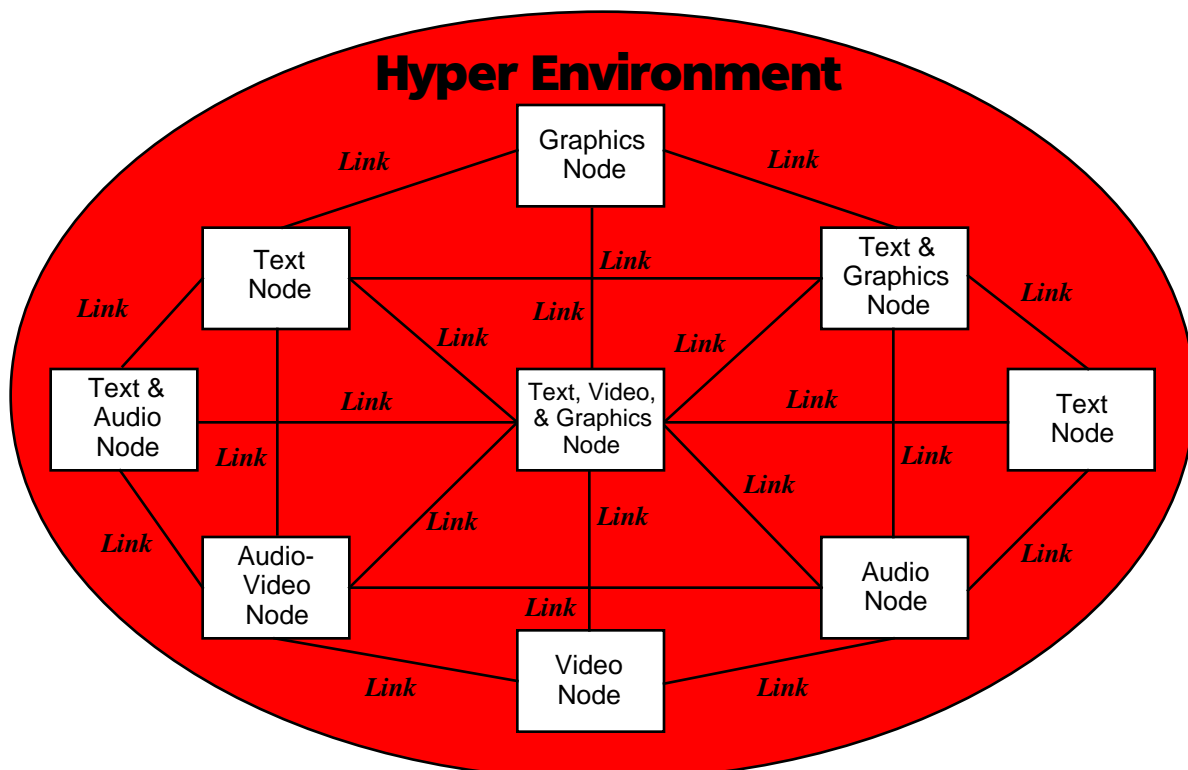 Hyper Environment
Graphics
Node
Link
Link
Text
Node
Link
Text &
Graphics
Node
Link
Link
Link
Link
Link
Text &
Audio
Node
Link
Text, Video,
& Graphics
Node
Link
Text
Node
Link
Link
Link
Link
Link
Link
Link
Audio-
Video
Node
Audio
Node
Link
Video
Node
Link
Link